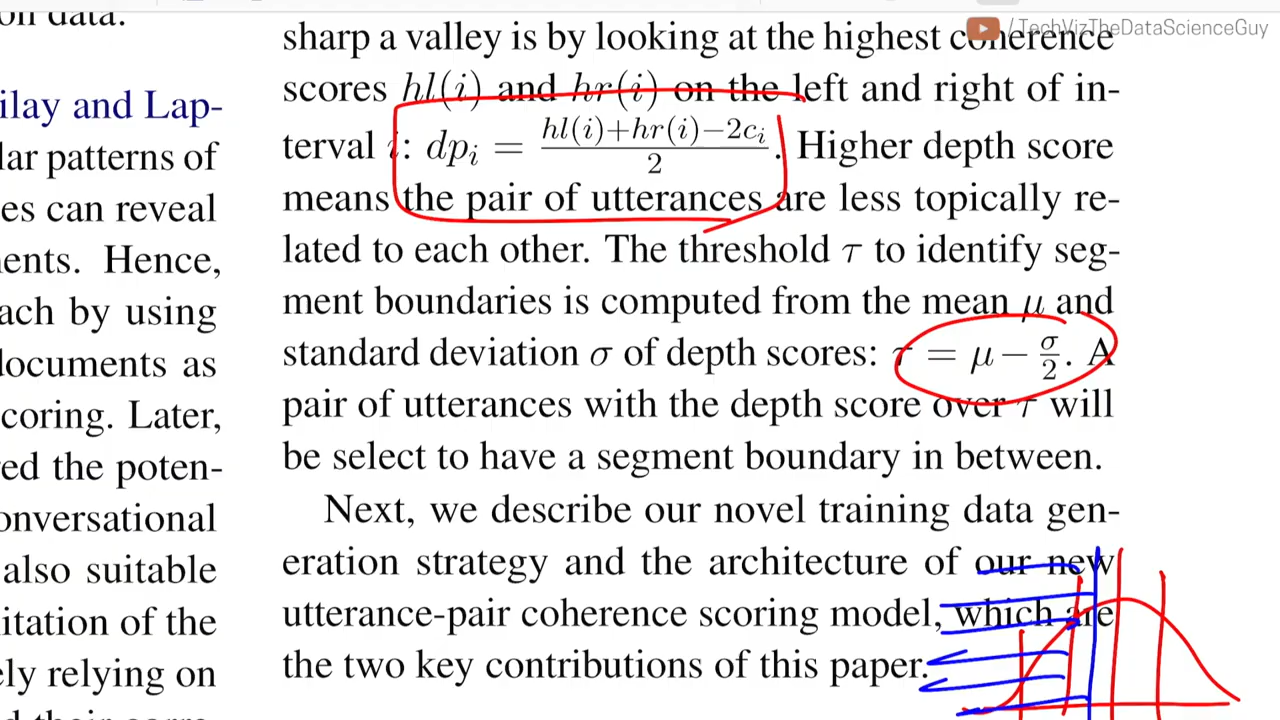 on data.
/TechVizTheDataScienceGuy
ilay and Lap-
lar patterns of
es can reveal
ents. Hence,
ach by using
documents as
coring. Later,
ed the poten-
onversational
also suitable
itation of the
ely relying on
sharp a valley is by looking at the highest coherence
scores hl(i) and hr(i) on the left and right of in-
terval i: dp_i = \frac{hl(i)+hr(i)-2c_i}{2}. Higher depth score
means the pair of utterances are less topically re-
lated to each other. The threshold τ to identify seg-
ment boundaries is computed from the mean μ and
standard deviation σ of depth scores: τ = μ − \frac{σ}{2}. A
pair of utterances with the depth score over τ will
be select to have a segment boundary in between.
Next, we describe our novel training data gen-
eration strategy and the architecture of our new
utterance-pair coherence scoring model, which are
the two key contributions of this paper.